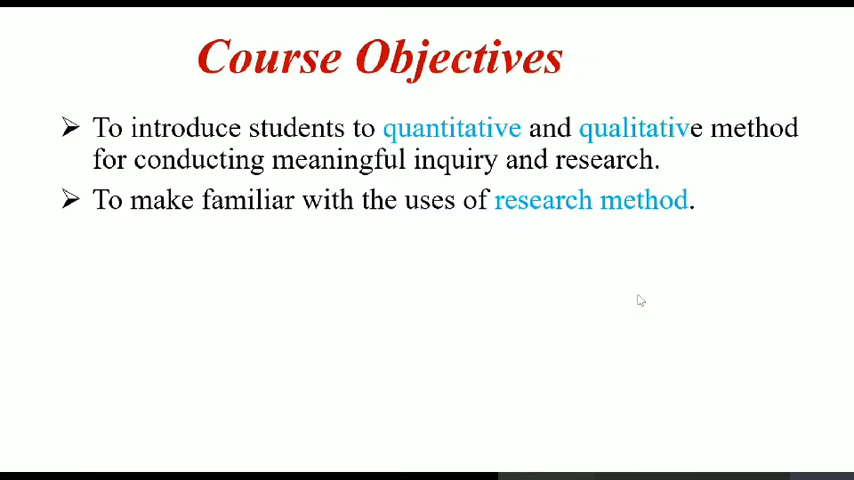 Course Objectives
➢ To introduce students to quantitative and qualitative method
for conducting meaningful inquiry and research.
➢ To make familiar with the uses of research method.